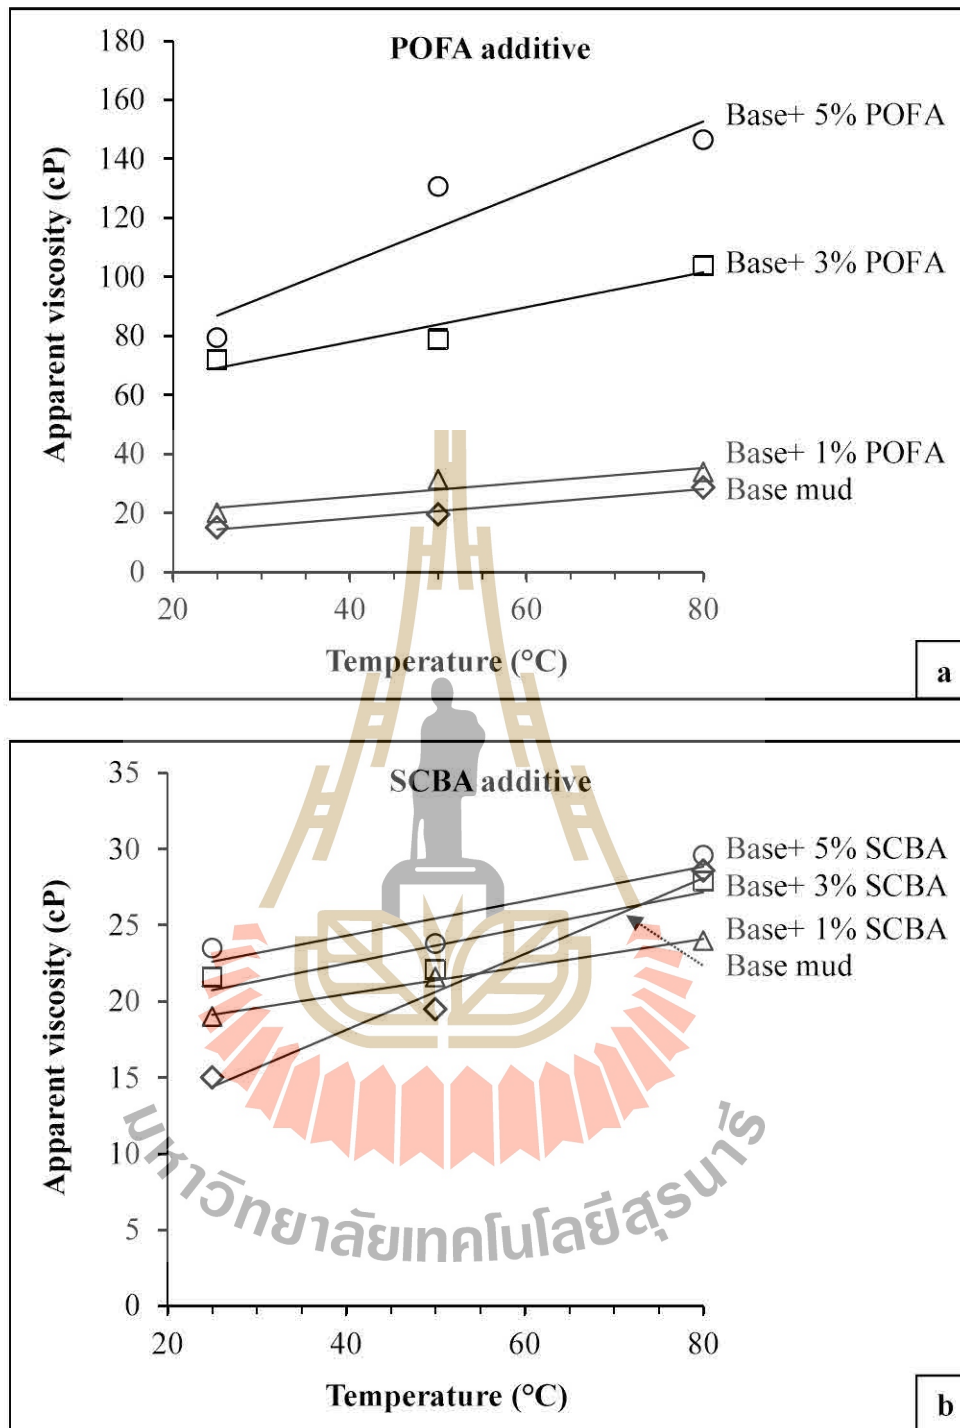 POFA additive
180
160
140
120
100
80
60
40
20
0
Apparent viscosity (cP)
Base+ 5% POFA
Base+ 3% POFA
Base+ 1% POFA
Base mud
20 40 60 80
Temperature (°C)
a
SCBA additive
35
30
25
20
15
10
5
0
Apparent viscosity (cP)
Base+ 5% SCBA
Base+ 3% SCBA
Base+ 1% SCBA
Base mud
20 40 60 80
Temperature (°C)
b
มหาวิทยาลัยเทคโนโลยีสุรนารี